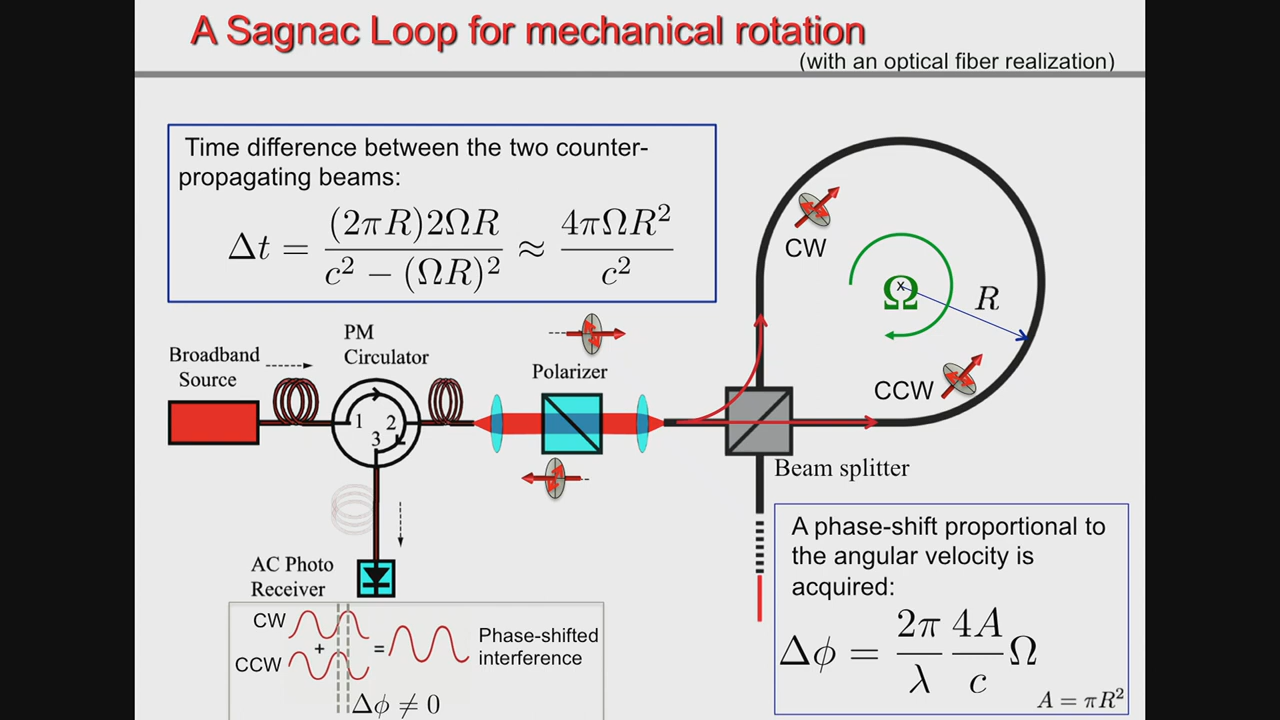 A Sagnac Loop for mechanical rotation
(with an optical fiber realization)
Time difference between the two counter-
propagating beams:
Δt = (2πR)2ΩR / (c² − (ΩR)²) ≈ 4πΩR² / c²
CW
Ω
x
R
CCW
PM
Circulator
Broadband
Source
1 2
3
Polarizer
Beam splitter
AC Photo
Receiver
CW
+
CCW
=
Phase-shifted
interference
Δϕ ≠ 0
A phase-shift proportional to
the angular velocity is
acquired:
Δϕ = 2π/λ 4A/c Ω
A = πR²